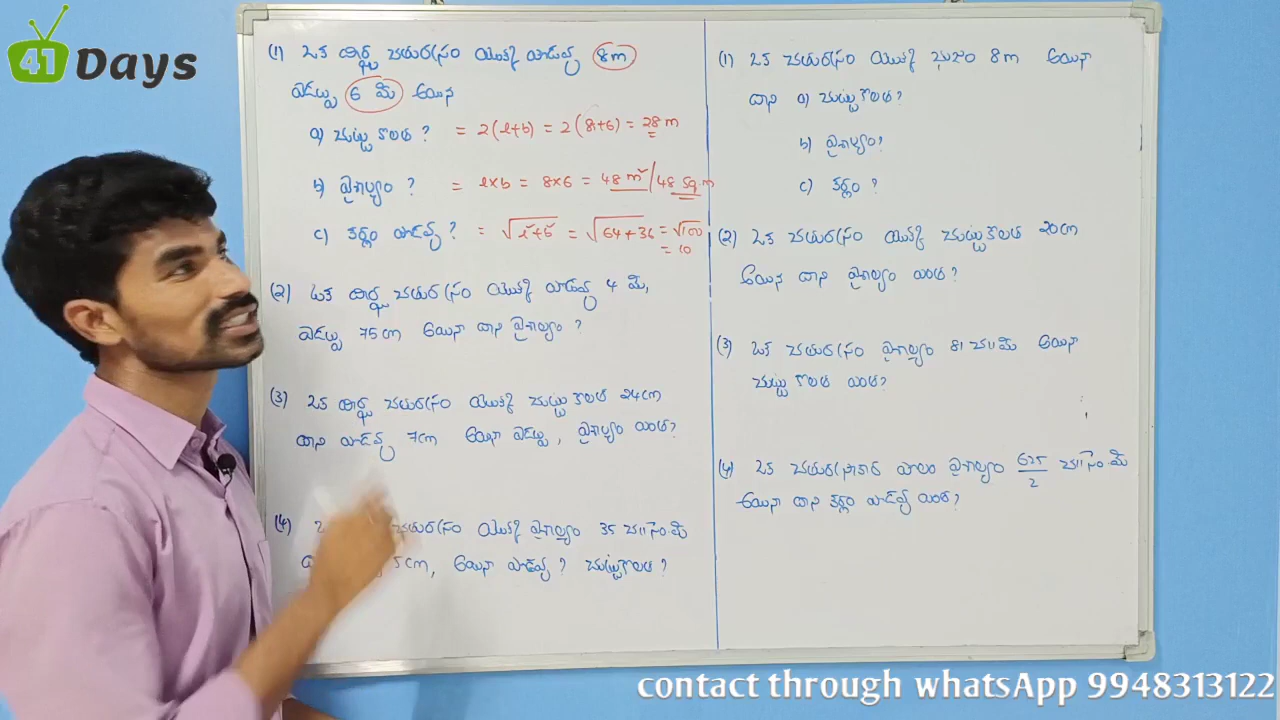 41 Days
(1) ఒక దీర్ఘ చతురస్రం యొక్క పొడవు 8m
వెడల్పు 6 మీ అయిన
a) చుట్టు కొలత ? = 2(l+b) = 2(8+6) = 28 m
b) వైశాల్యం ? = l×b = 8×6 = 48 m² / 48 sq.m
c) కర్ణం పొడవు ? = √l²+b² = √64+36 = √100
= 10
(2) ఒక దీర్ఘ చతురస్రం యొక్క పొడవు 4 మీ,
వెడల్పు 75cm అయినా దాని వైశాల్యం ?
(3) ఒక దీర్ఘ చతురస్రం యొక్క చుట్టు కొలత 24cm
దాని పొడవు 7cm అయినా వెడల్పు, వైశాల్యం ఎంత?
(4) చతురస్రం యొక్క వైశాల్యం 35 చ॥సెం.మీ
5cm, అయినా పొడవు ? చుట్టుకొలత ?
(1) ఒక చతురస్రం యొక్క భుజం 8m అయినా
దాని a) చుట్టుకొలత ?
b) వైశాల్యం?
c) కర్ణం ?
(2) ఒక చతురస్రం యొక్క చుట్టుకొలత 20cm
అయిన దాని వైశాల్యం ఎంత ?
(3) ఒక చతురస్రం వైశాల్యం 81 చ॥మీ అయినా
చుట్టు కొలత ఎంత?
(4) ఒక చతురస్రాకార పొలం వైశాల్యం 625/2 చ॥సెం.మీ
అయినా దాని కర్ణం పొడవు ఎంత?
contact through whatsApp 9948313122